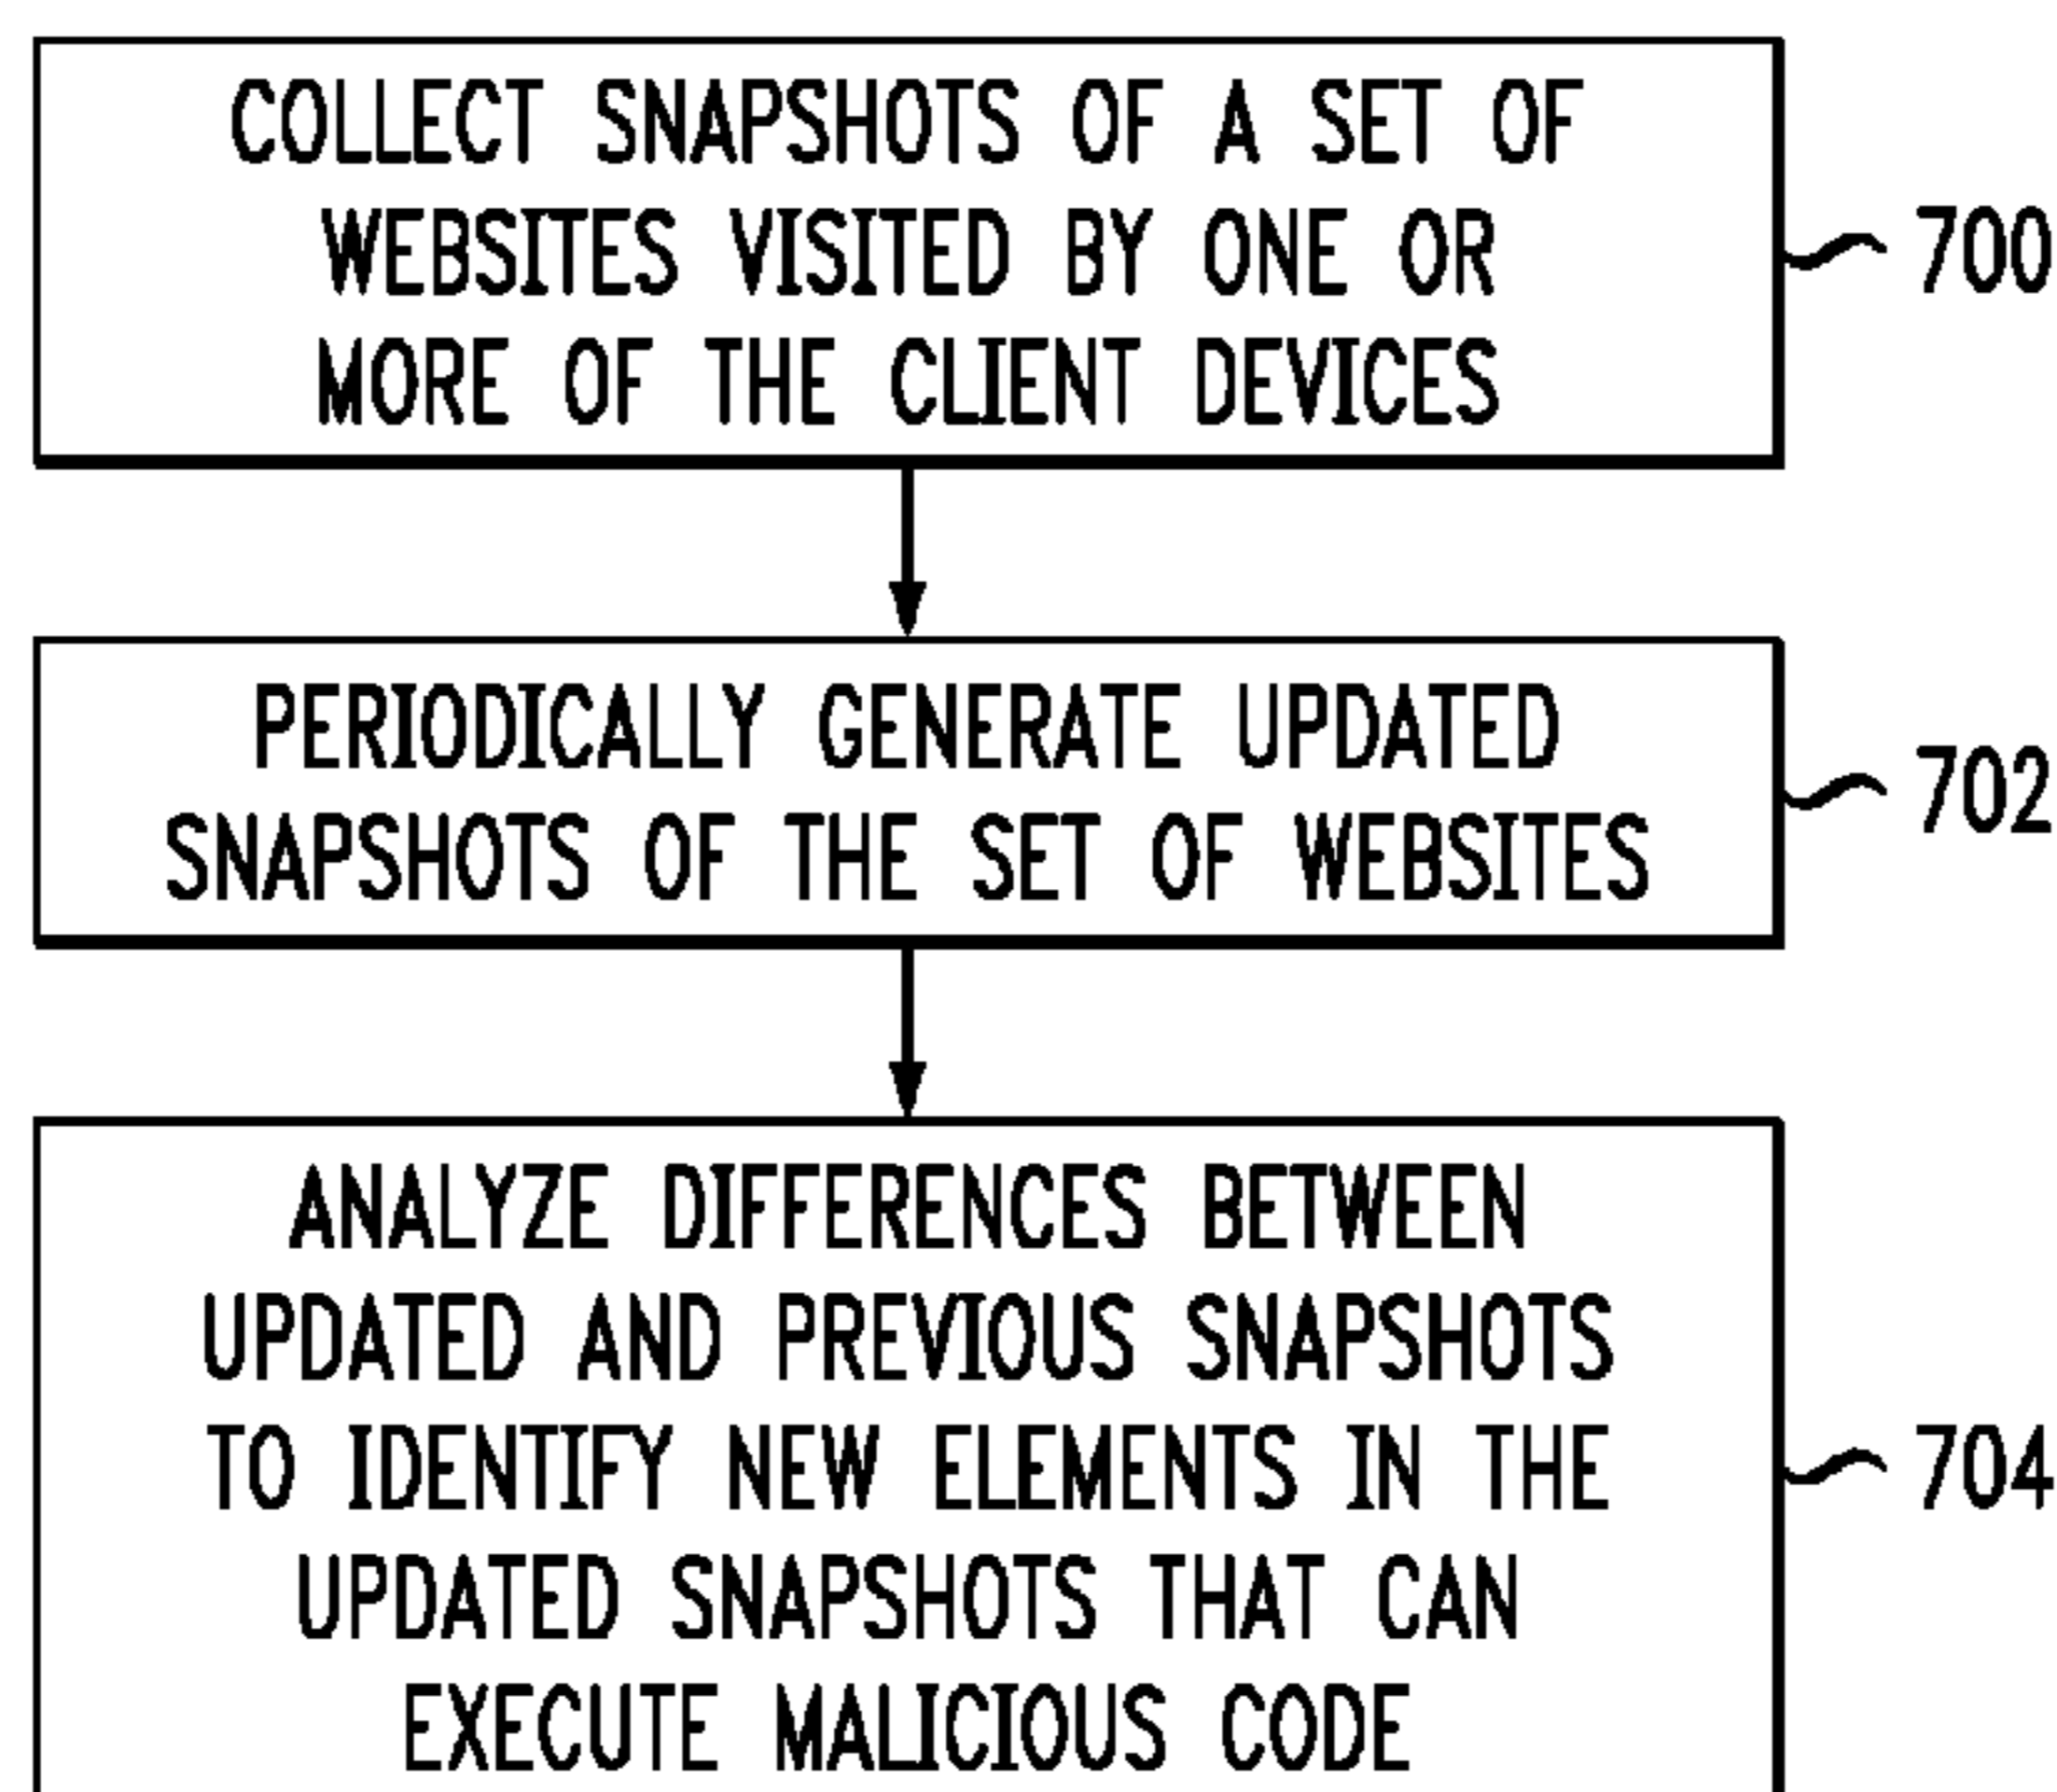 COLLECT SNAPSHOTS OF A SET OF
WEBSITES VISITED BY ONE OR
MORE OF THE CLIENT DEVICES
700
PERIODICALLY GENERATE UPDATED
SNAPSHOTS OF THE SET OF WEBSITES
702
ANALYZE DIFFERENCES BETWEEN
UPDATED AND PREVIOUS SNAPSHOTS
TO IDENTIFY NEW ELEMENTS IN THE
UPDATED SNAPSHOTS THAT CAN
EXECUTE MALICIOUS CODE
704